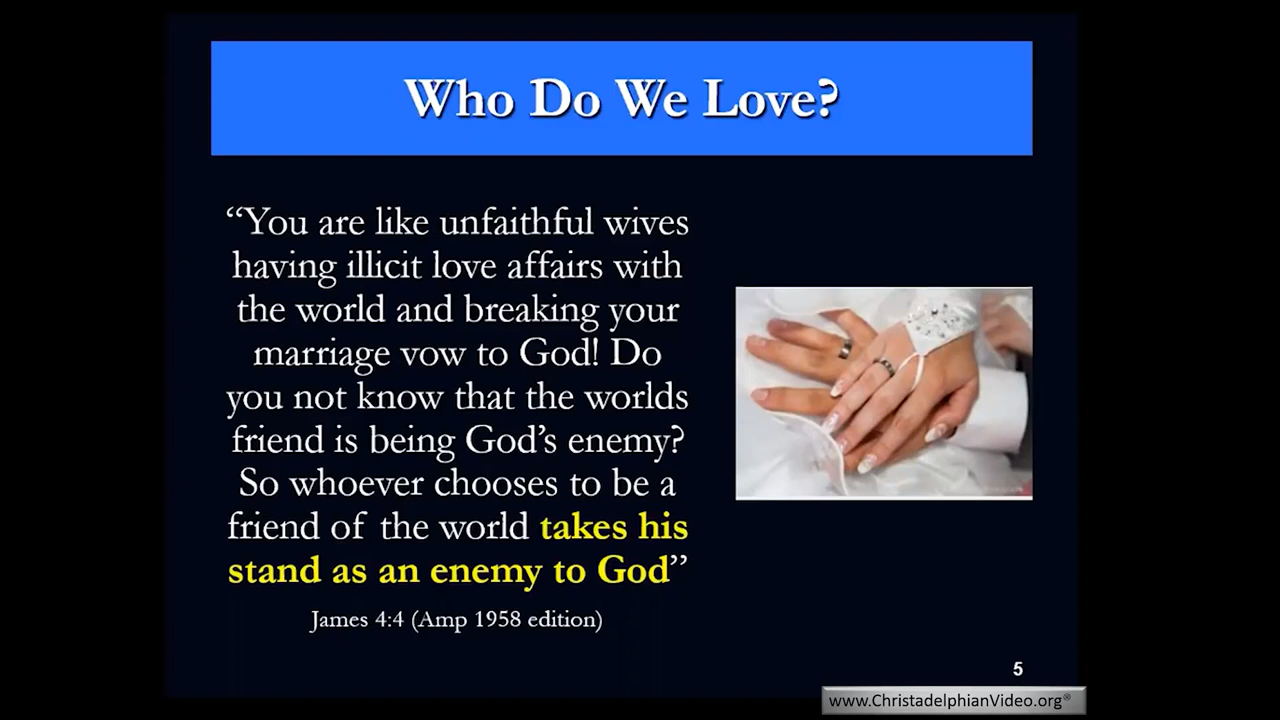 Who Do We Love?
“You are like unfaithful wives
having illicit love affairs with
the world and breaking your
marriage vow to God! Do
you not know that the worlds
friend is being God’s enemy?
So whoever chooses to be a
friend of the world takes his
stand as an enemy to God”
James 4:4 (Amp 1958 edition)
5
www.ChristadelphianVideo.org®